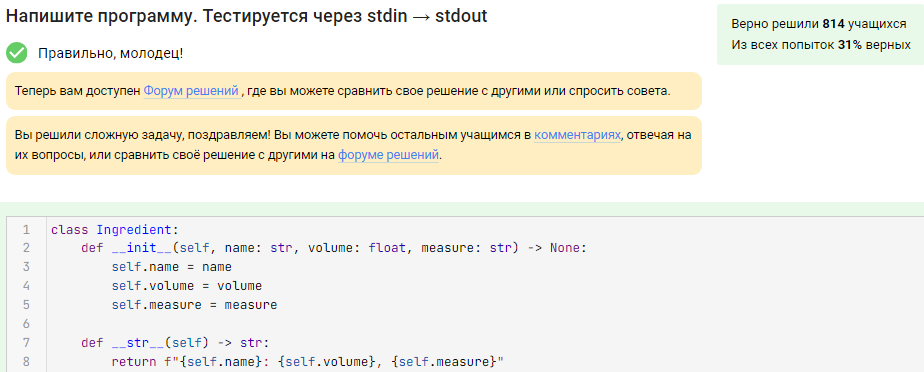 Напишите программу. Тестируется через stdin → stdout
Верно решили 814 учащихся
Из всех попыток 31% верных
Правильно, молодец!
Теперь вам доступен Форум решений , где вы можете сравнить свое решение с другими или спросить совета.
Вы решили сложную задачу, поздравляем! Вы можете помочь остальным учащимся в комментариях, отвечая на
их вопросы, или сравнить своё решение с другими на форуме решений.
1 class Ingredient:
2     def __init__(self, name: str, volume: float, measure: str) -> None:
3         self.name = name
4         self.volume = volume
5         self.measure = measure
6
7     def __str__(self) -> str:
8         return f"{self.name}: {self.volume}, {self.measure}"